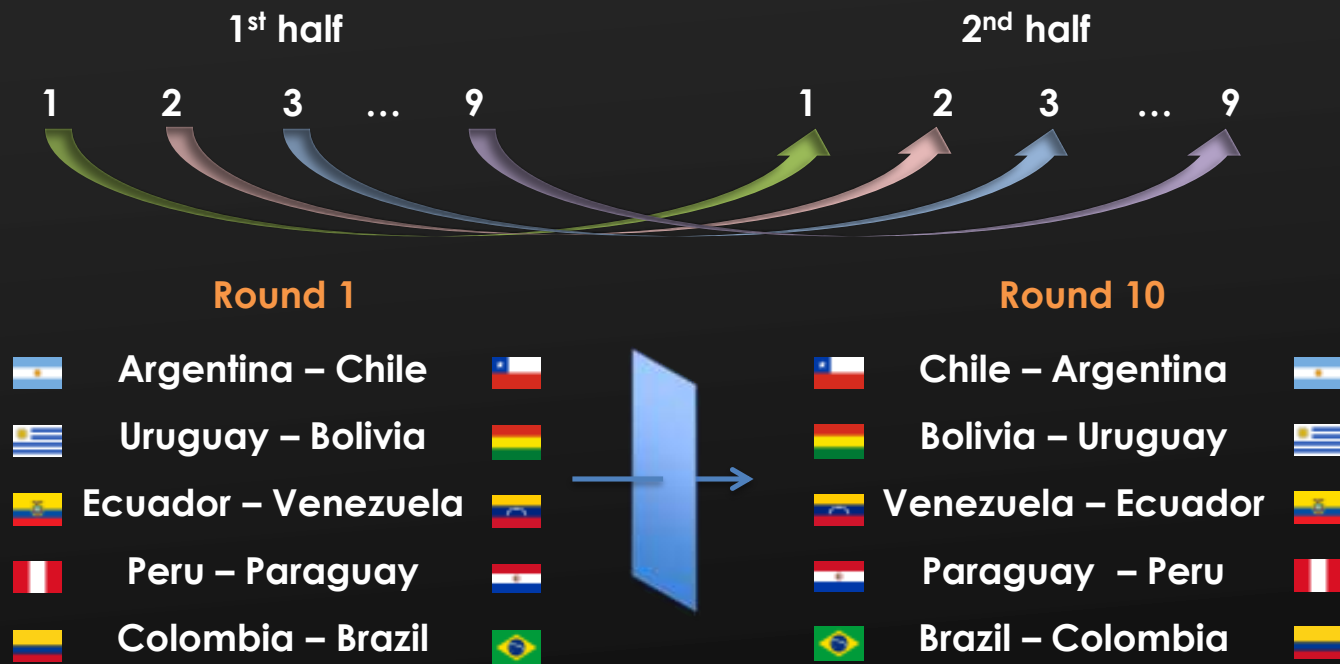 1st half 2nd half
1 2 3 … 9 1 2 3 … 9
Round 1 Round 10
Argentina – Chile Chile – Argentina
Uruguay – Bolivia Bolivia – Uruguay
Ecuador – Venezuela Venezuela – Ecuador
Peru – Paraguay Paraguay – Peru
Colombia – Brazil Brazil – Colombia